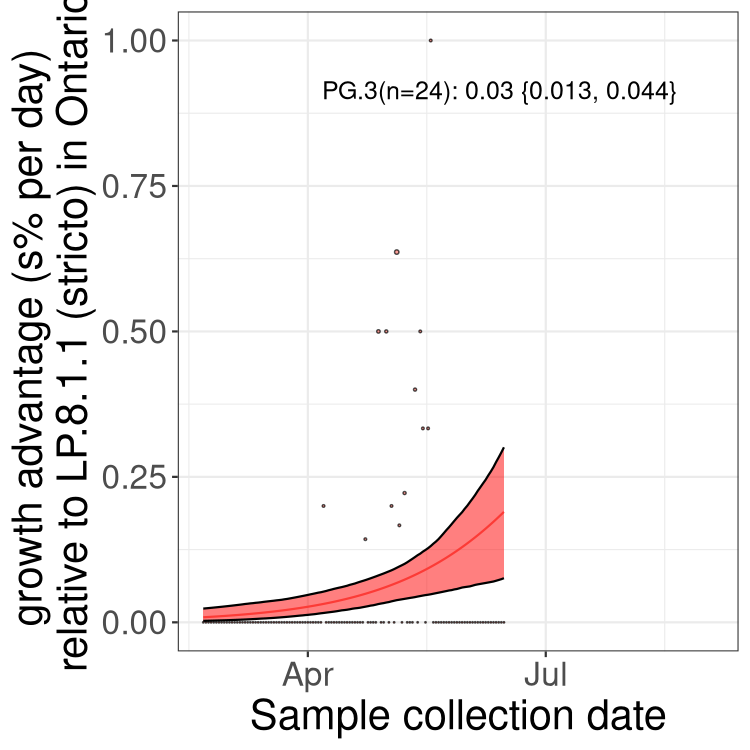 growth advantage (s% per day)
relative to LP.8.1.1 (stricto) in Ontario
1.00
0.75
0.50
0.25
0.00
PG.3(n=24): 0.03 {0.013, 0.044}
Apr
Jul
Sample collection date